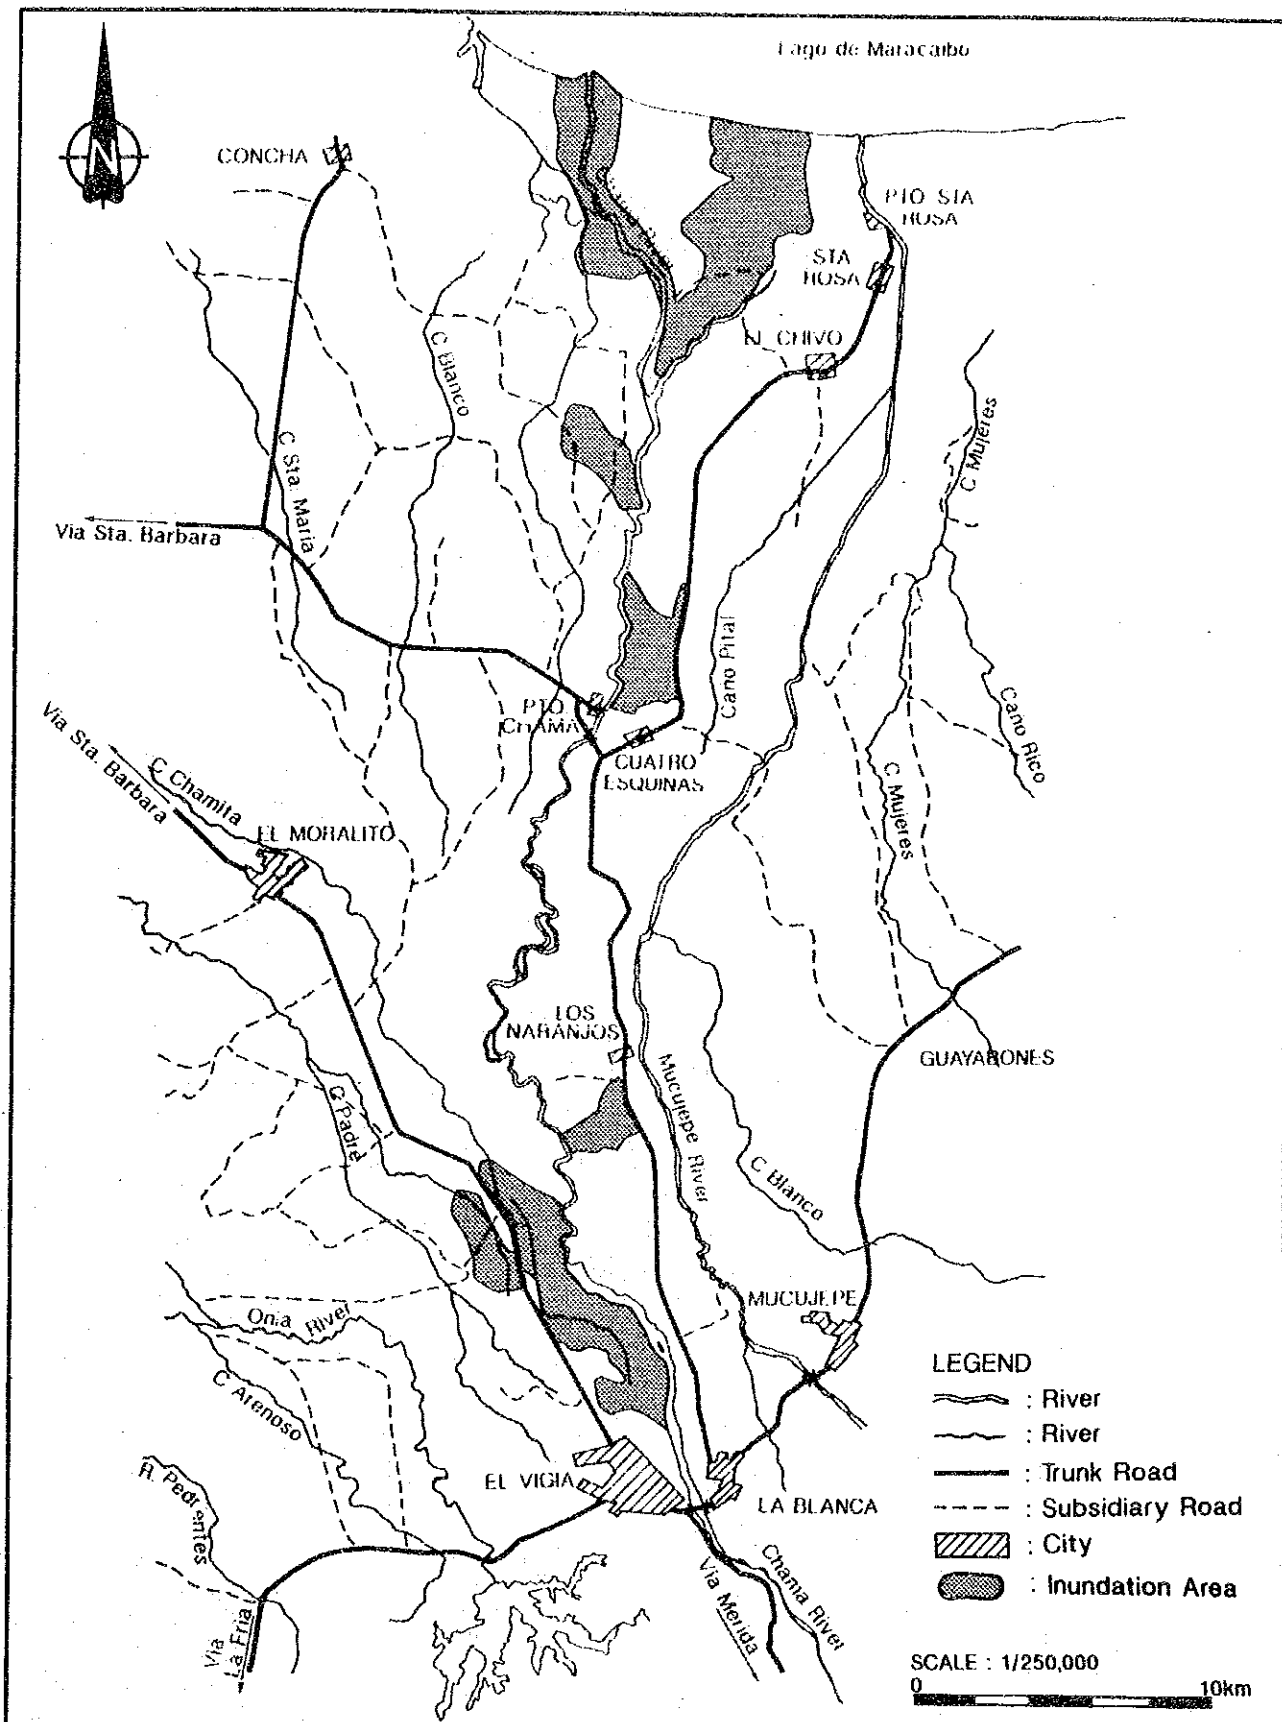 Lago de Maracaibo
N
CONCHA
PTO STA
ROSA
STA
ROSA
EL CHIVO
C Blanco
C Mujeres
C Sta. Maria
Via Sta. Barbara
Caño Pital
Caño Rico
PTO
CHAMA
CUATRO
ESQUINAS
Via Sta.
Barbara
C Chamita
EL MORALITO
C Mujeres
LOS
NARANJOS
GUAYABONES
Mucujepe River
C Padre
C Blanco
MUCUJEPE
Onia River
C Arenoso
R. Pedrentes
EL VIGIA
LA BLANCA
Via
La Fria
Via Merida
Chama River
LEGEND
: River
: River
: Trunk Road
: Subsidiary Road
: City
: Inundation Area
SCALE : 1/250,000
0 10km